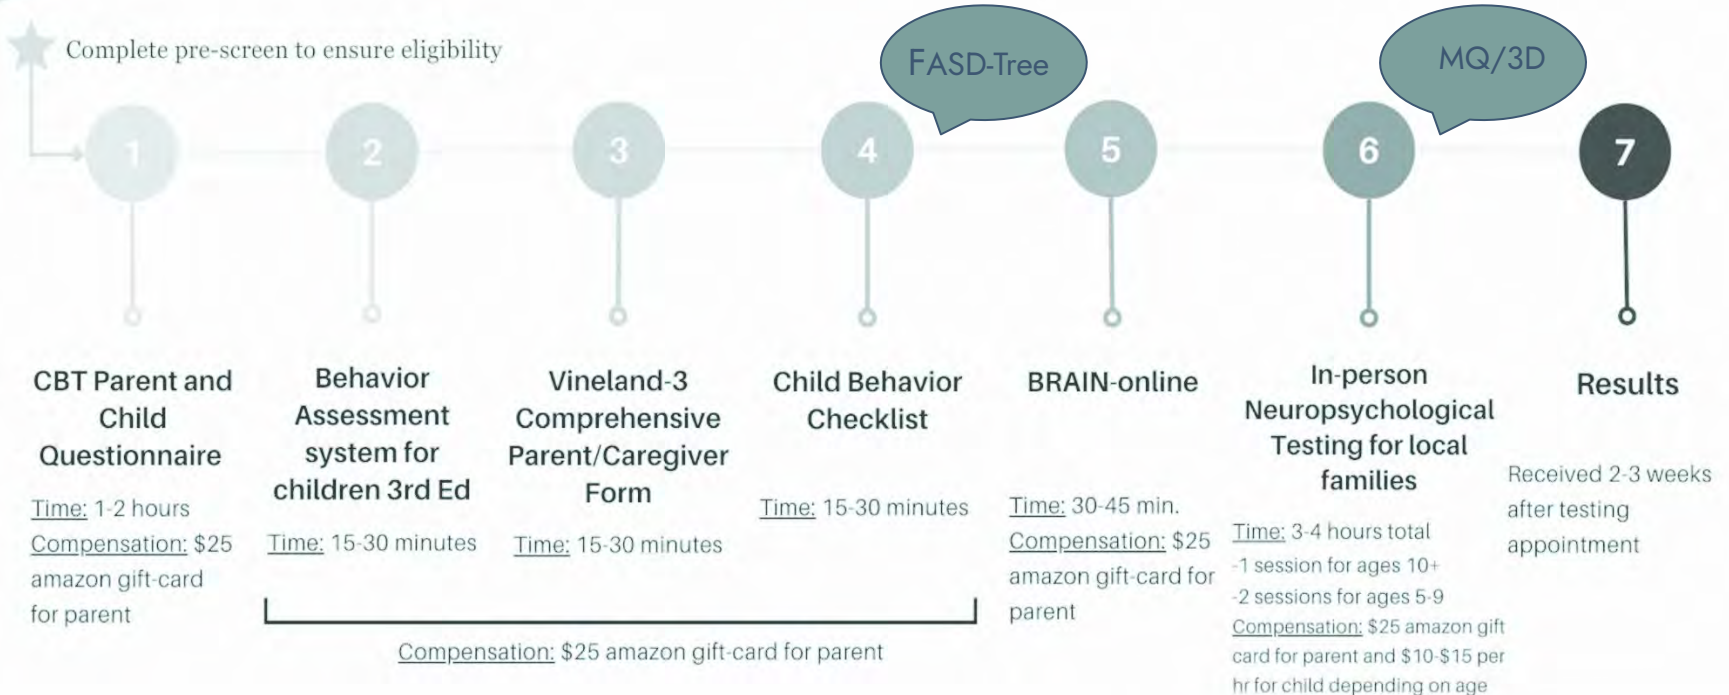 Complete pre-screen to ensure eligibility
FASD-Tree
MQ/3D
1
2
3
4
5
6
7
CBT Parent and
Child
Questionnaire
Time: 1-2 hours
Compensation: $25
amazon gift-card
for parent
Behavior
Assessment
system for
children 3rd Ed
Time: 15-30 minutes
Vineland-3
Comprehensive
Parent/Caregiver
Form
Time: 15-30 minutes
Child Behavior
Checklist
Time: 15-30 minutes
Compensation: $25 amazon gift-card for parent
BRAIN-online
Time: 30-45 min.
Compensation: $25
amazon gift-card for
parent
In-person
Neuropsychological
Testing for local
families
Time: 3-4 hours total
-1 session for ages 10+
-2 sessions for ages 5-9
Compensation: $25 amazon gift
card for parent and $10-$15 per
hr for child depending on age
Results
Received 2-3 weeks
after testing
appointment